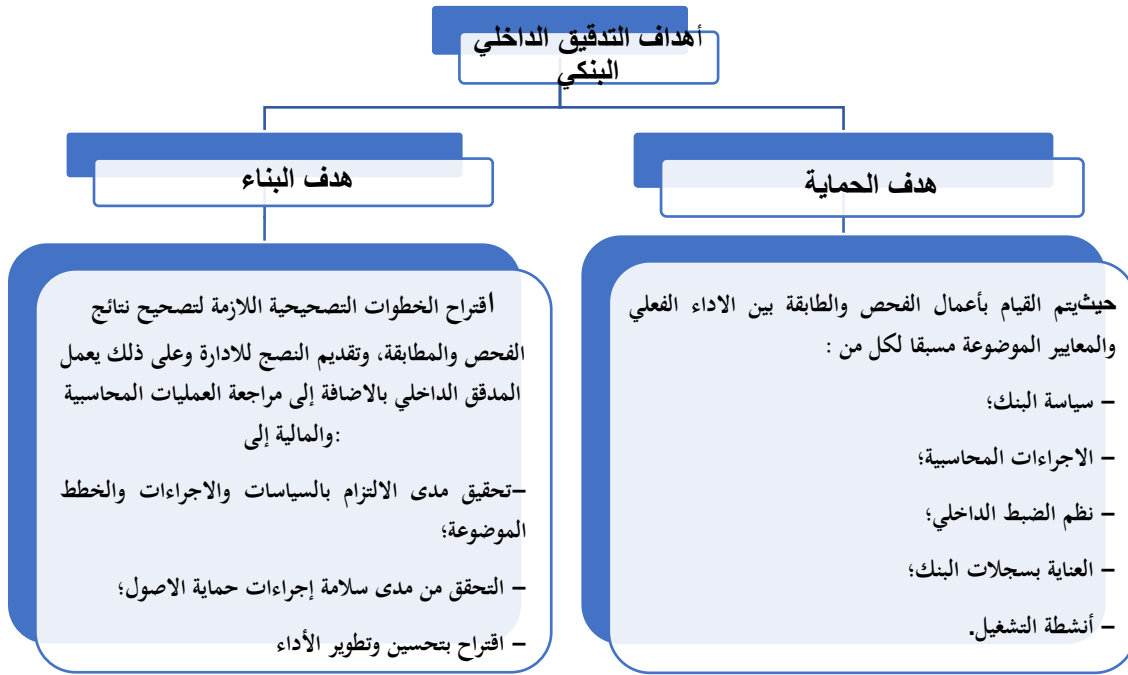 أهداف التدقيق الداخلي
البنكي
هدف الحماية
هدف البناء
حيثيتم القيام بأعمال الفحص والطابقة بين الاداء الفعلي
والمعايير الموضوعة مسبقا لكل من :
– سياسة البنك؛
– الاجراءات المحاسبية؛
– نظم الضبط الداخلي؛
– العناية بسجلات البنك؛
– أنشطة التشغيل.
اقتراح الخطوات التصحيحية اللازمة لتصحيح نتائج
الفحص والمطابقة، وتقديم النصج للادارة وعلى ذلك يعمل
المدقق الداخلي بالاضافة إلى مراجعة العمليات المحاسبية
والمالية إلى:
–تحقيق مدى الالتزام بالسياسات والاجراءات والخطط
الموضوعة؛
– التحقق من مدى سلامة إجراءات حماية الاصول؛
– اقتراح بتحسين وتطوير الأداء